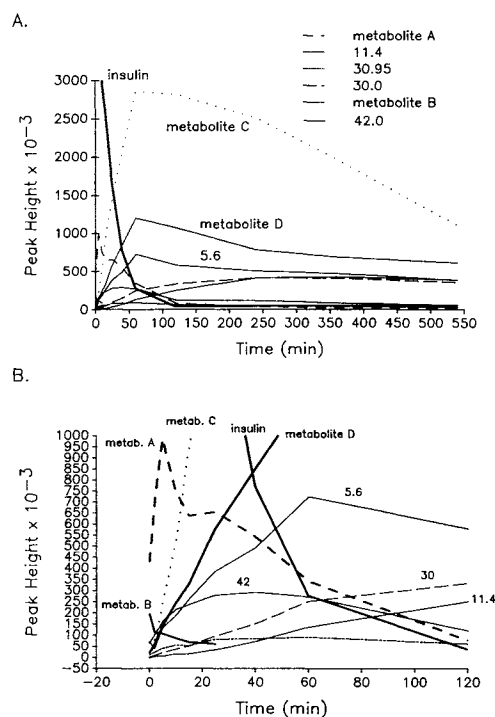 A.
metabolite A
11.4
30.95
30.0
metabolite B
42.0
insulin
3000
2500
2000
1500
1000
500
0
Peak Height x 10−3
metabolite C
metabolite D
5.6
0 50 100 150 200 250 300 350 400 450 500 550
Time (min)
B.
metab. C
insulin
metab. A
metabolite D
1000
950
900
850
800
750
700
650
600
550
500
450
400
350
300
250
200
150
100
50
0
−50
Peak Height x 10−3
5.6
42
30
11.4
metab. B
−20 0 20 40 60 80 100 120
Time (min)